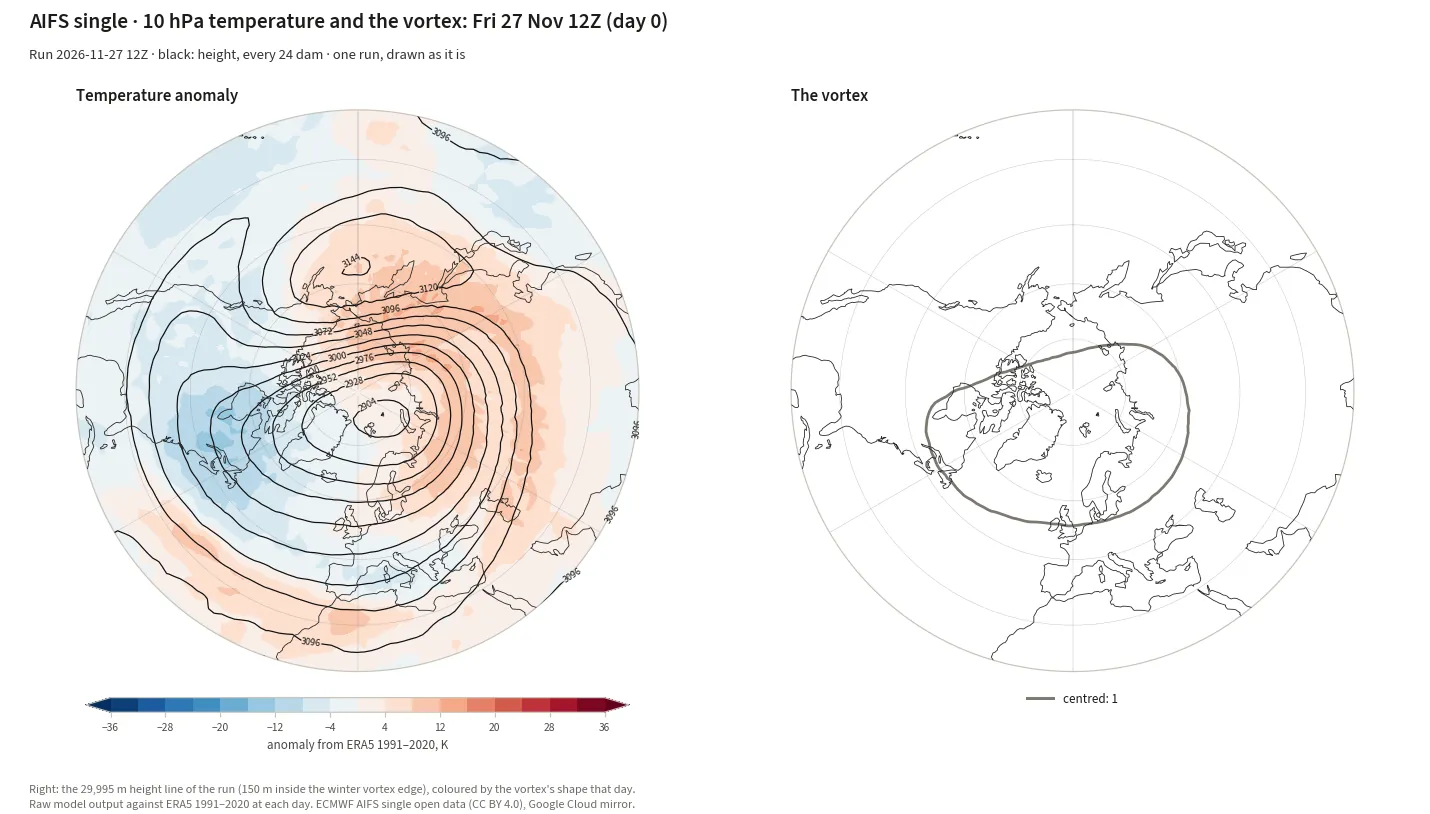 AIFS single · 10 hPa temperature and the vortex: Fri 27 Nov 12Z (day 0)
Run 2026-11-27 12Z · black: height, every 24 dam · one run, drawn as it is
Temperature anomaly
The vortex
3096
3144
3120
3096
3072
3048
3024
3000
2976
2952
2928
2904
3096
3096
3096
3096
−36 −28 −20 −12 −4 4 12 20 28 36
anomaly from ERA5 1991–2020, K
centred: 1
Right: the 29,995 m height line of the run (150 m inside the winter vortex edge), coloured by the vortex's shape that day.
Raw model output against ERA5 1991–2020 at each day. ECMWF AIFS single open data (CC BY 4.0), Google Cloud mirror.